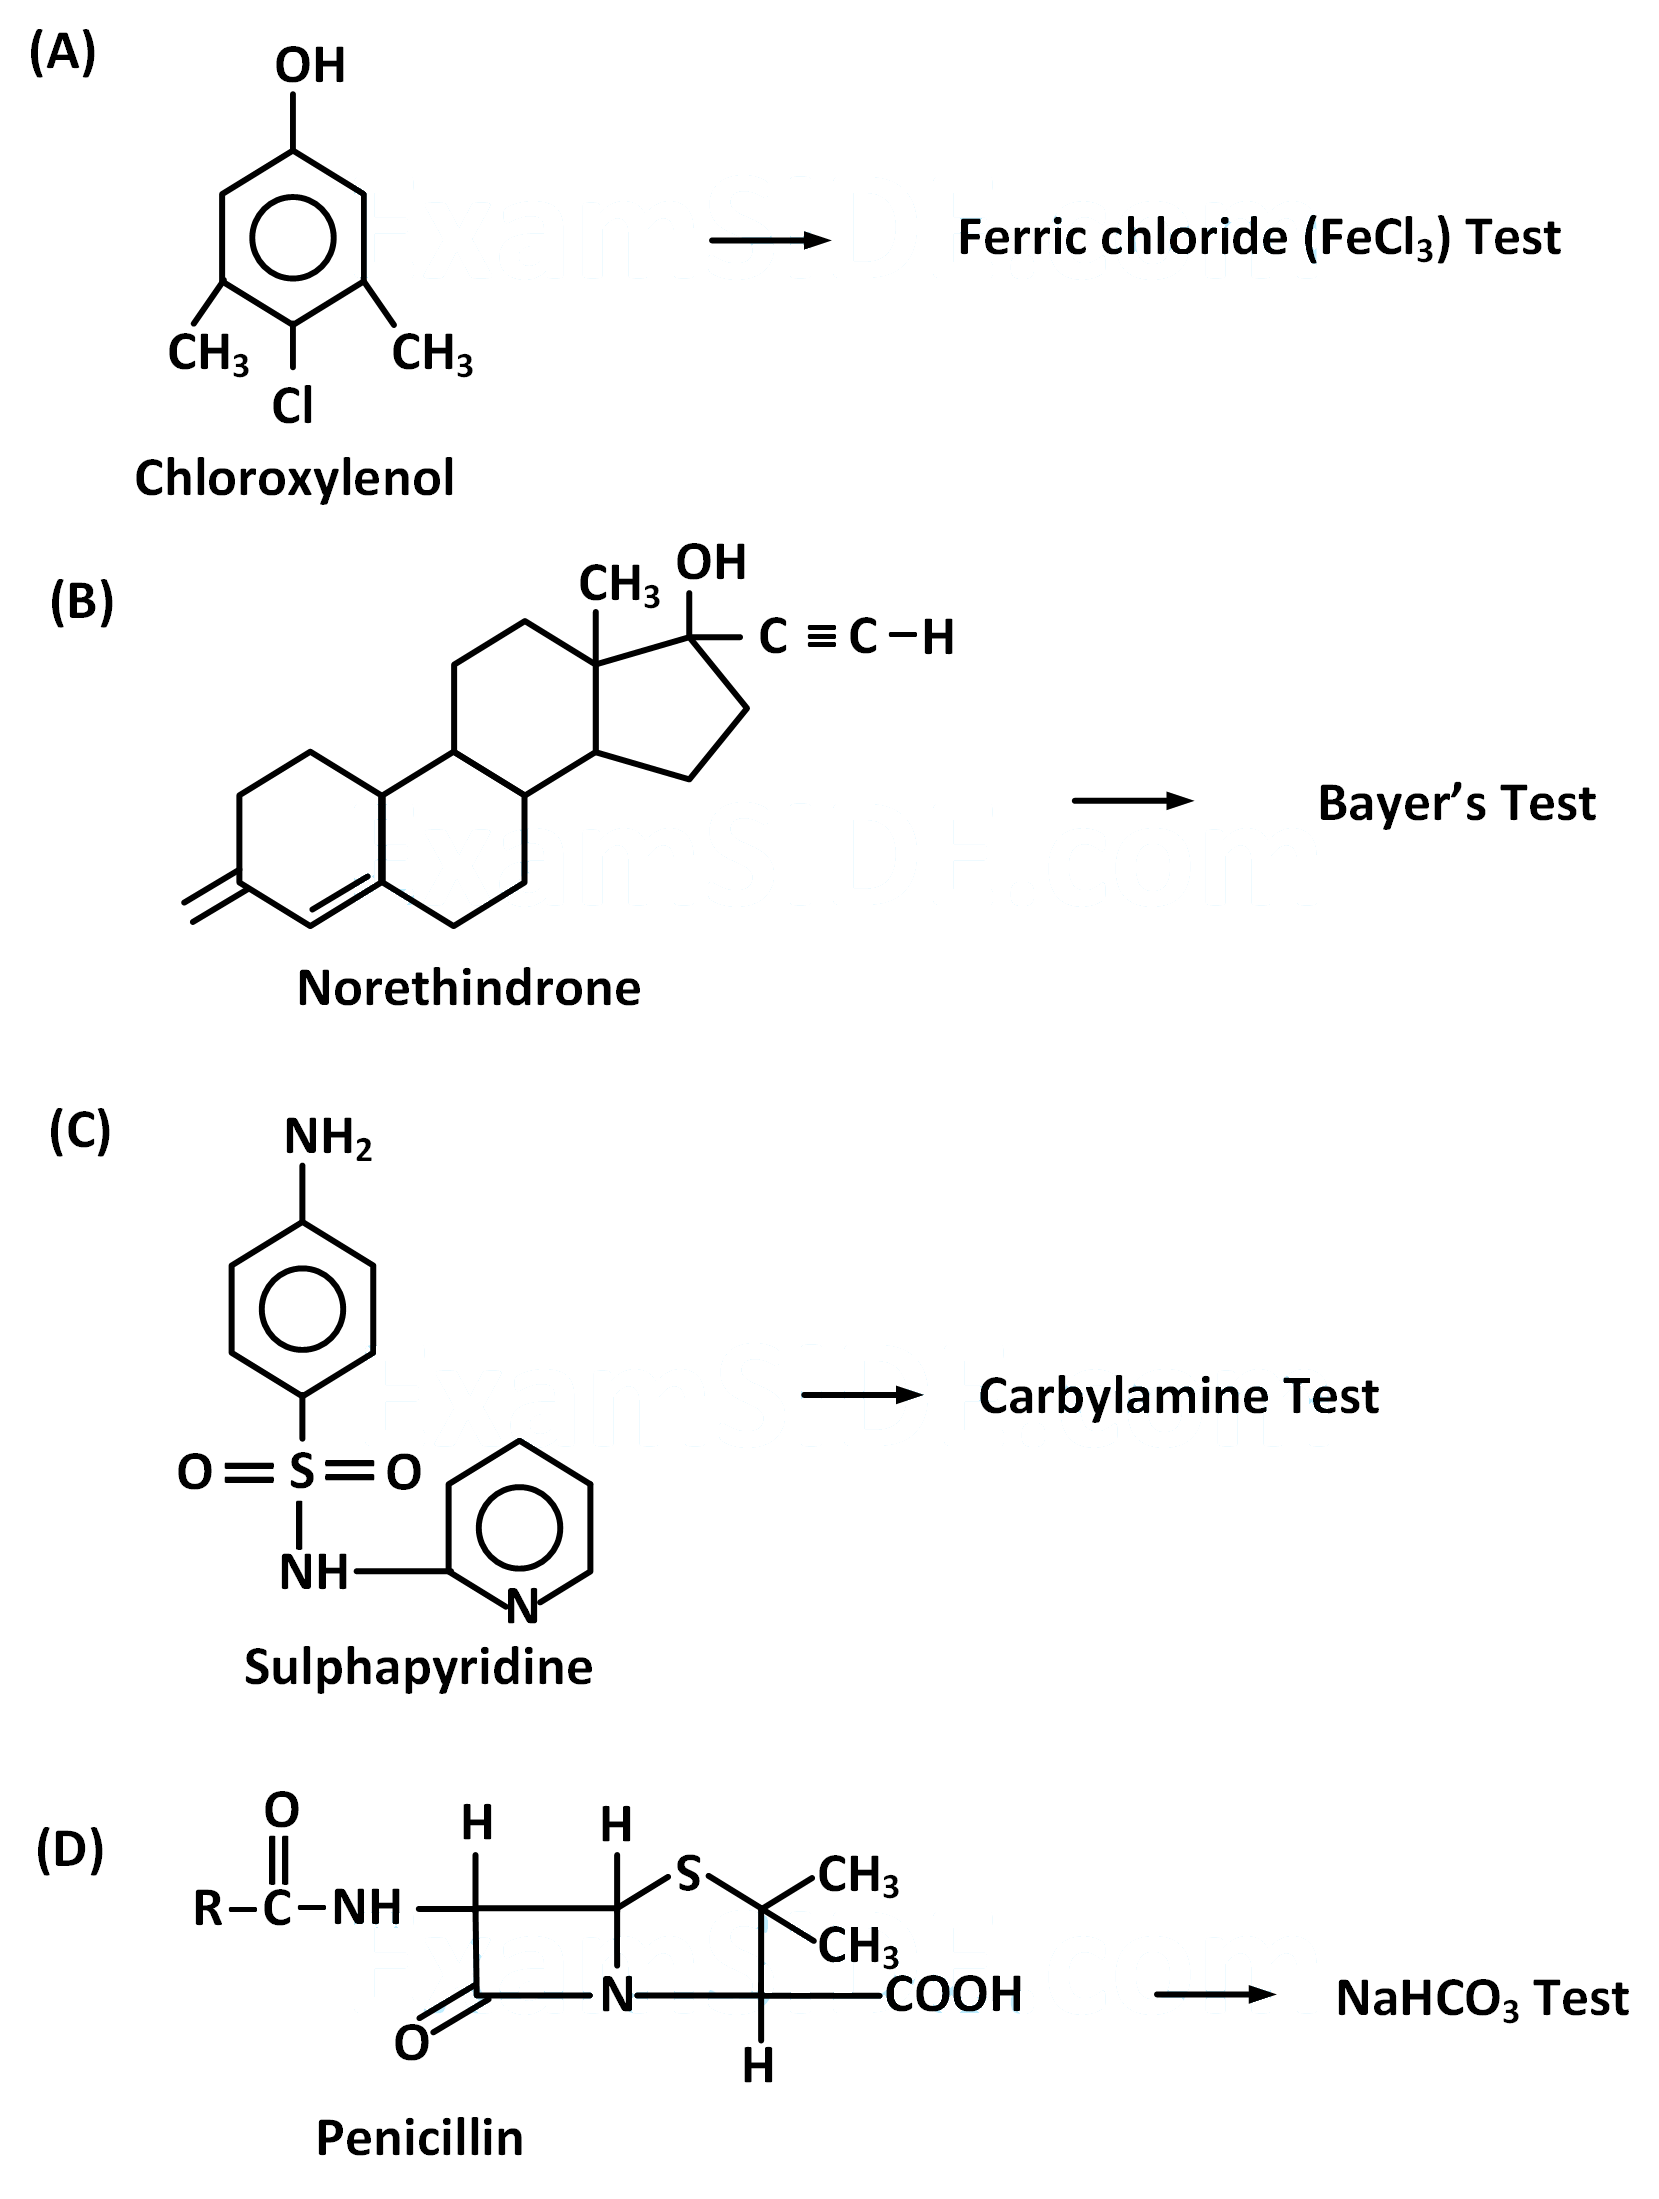 (A)
OH
CH₃ CH₃
Cl
Chloroxylenol
Ferric chloride (FeCl₃) Test
(B)
CH₃ OH
C ≡ C − H
Norethindrone
Bayer’s Test
(C)
NH₂
O = S = O
NH
N
Sulphapyridine
Carbylamine Test
(D)
O H H
S CH₃
R − C − NH
CH₃
N COOH
O
H
Penicillin
NaHCO₃ Test